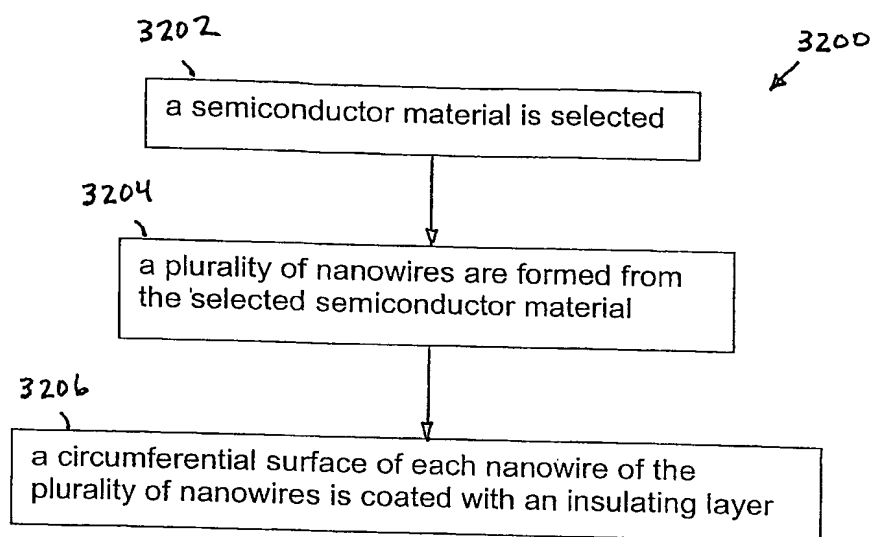 3202
3200
a semiconductor material is selected
3204
a plurality of nanowires are formed from
the selected semiconductor material
3206
a circumferential surface of each nanowire of the
plurality of nanowires is coated with an insulating layer